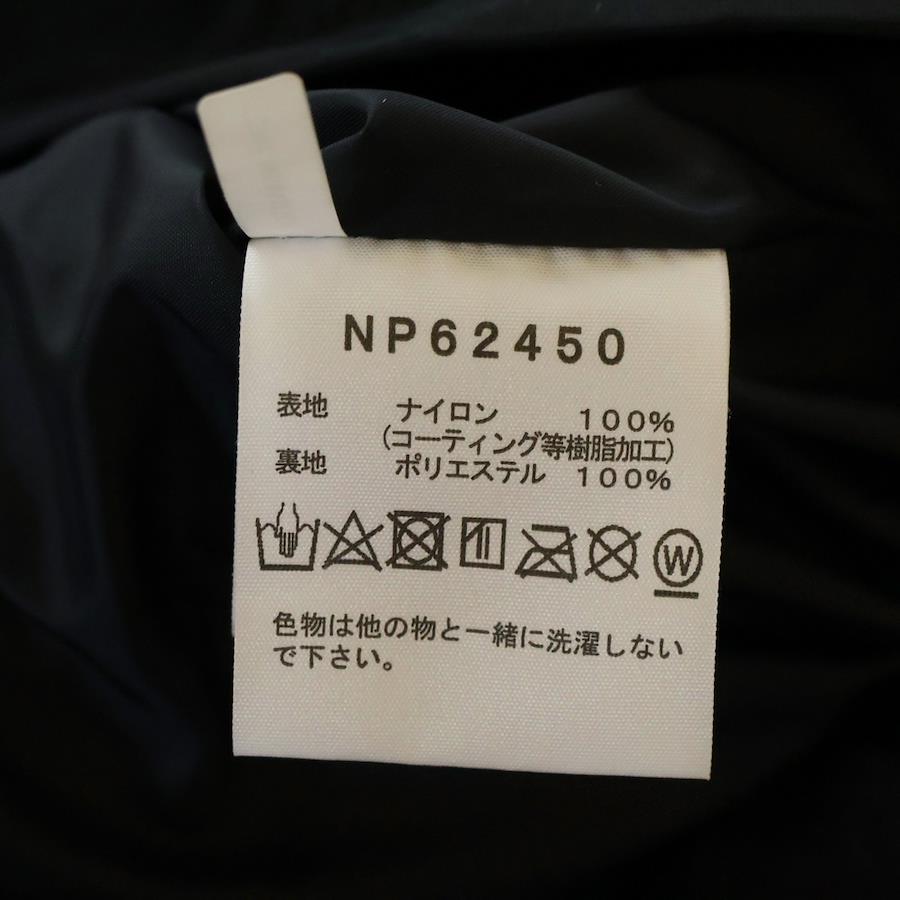 NP62450
表地 ナイロン 100%
(コーティング等樹脂加工)
裏地 ポリエステル 100%
W
色物は他の物と一緒に洗濯しない
で下さい。